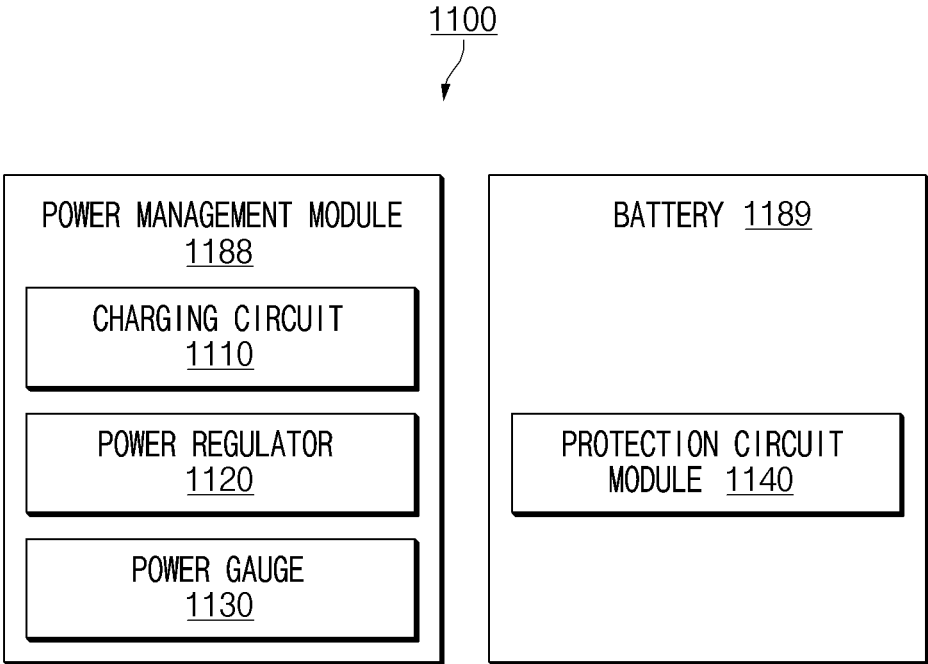 1100
POWER MANAGEMENT MODULE
1188
CHARGING CIRCUIT
1110
POWER REGULATOR
1120
POWER GAUGE
1130
BATTERY 1189
PROTECTION CIRCUIT
MODULE 1140